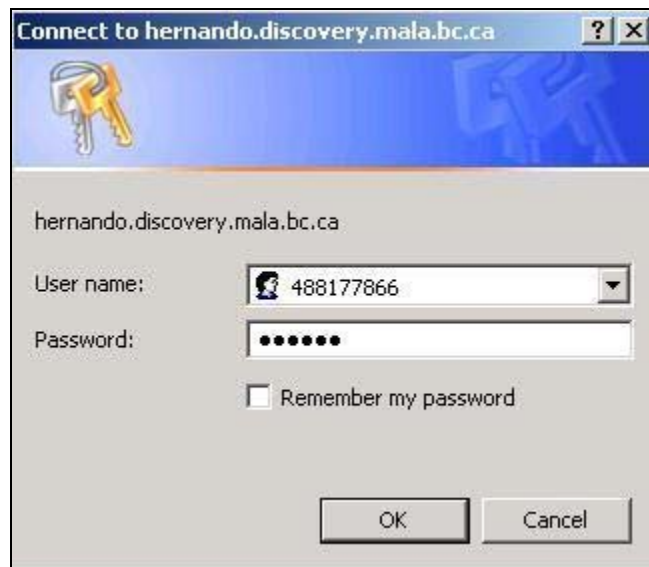 Connect to hernando.discovery.mala.bc.ca ? X
hernando.discovery.mala.bc.ca
User name: 488177866
Password: ●●●●●●
Remember my password
OK Cancel